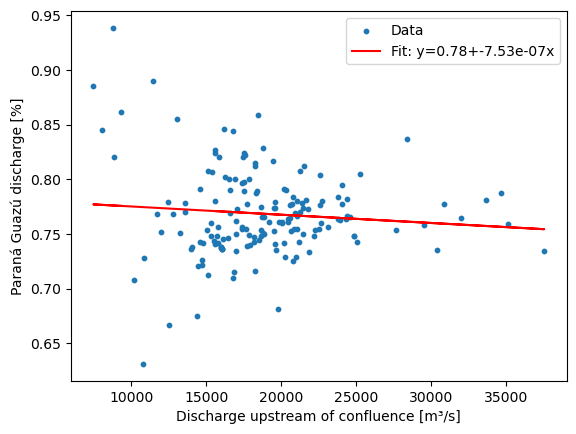 0.95
0.90
0.85
0.80
0.75
0.70
0.65
Paraná Guazú discharge [%]
Data
Fit: y=0.78+-7.53e-07x
10000 15000 20000 25000 30000 35000
Discharge upstream of confluence [m³/s]